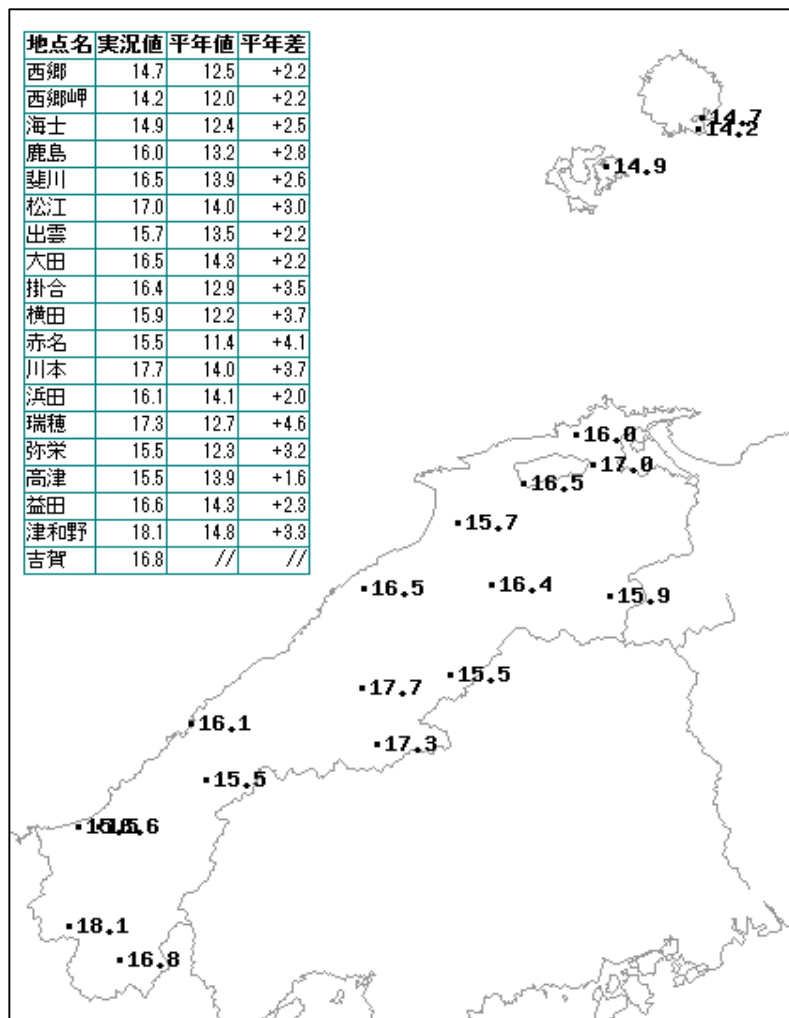 地点名 実況値 平年値 平年差
西郷 14.7 12.5 +2.2
西郷岬 14.2 12.0 +2.2
海士 14.9 12.4 +2.5
鹿島 16.0 13.2 +2.8
斐川 16.5 13.9 +2.6
松江 17.0 14.0 +3.0
出雲 15.7 13.5 +2.2
大田 16.5 14.3 +2.2
掛合 16.4 12.9 +3.5
横田 15.9 12.2 +3.7
赤名 15.5 11.4 +4.1
川本 17.7 14.0 +3.7
浜田 16.1 14.1 +2.0
瑞穂 17.3 12.7 +4.6
弥栄 15.5 12.3 +3.2
高津 15.5 13.9 +1.6
益田 16.6 14.3 +2.3
津和野 18.1 14.8 +3.3
吉賀 16.8 // //
14.7
14.2
14.9
16.0
17.0
16.5
15.7
16.5
16.4
15.9
15.5
17.7
16.1
17.3
15.5
18.1
16.8